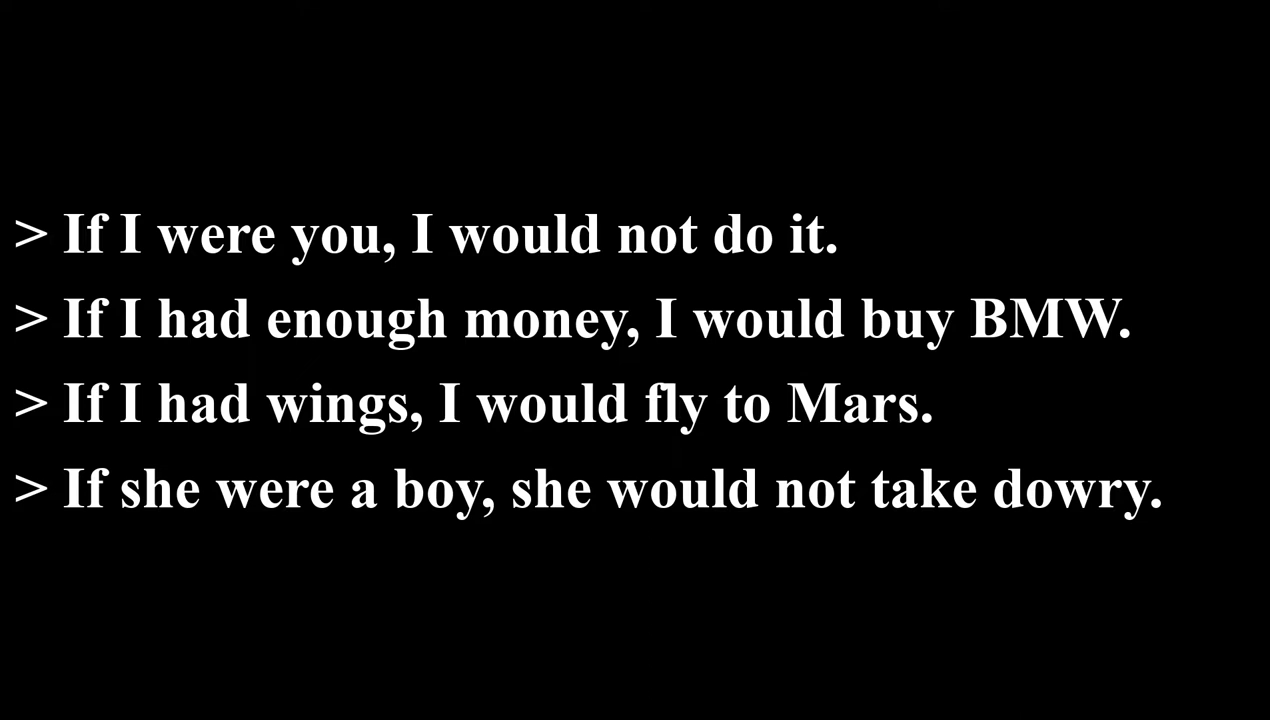 > If I were you, I would not do it.
> If I had enough money, I would buy BMW.
> If I had wings, I would fly to Mars.
> If she were a boy, she would not take dowry.